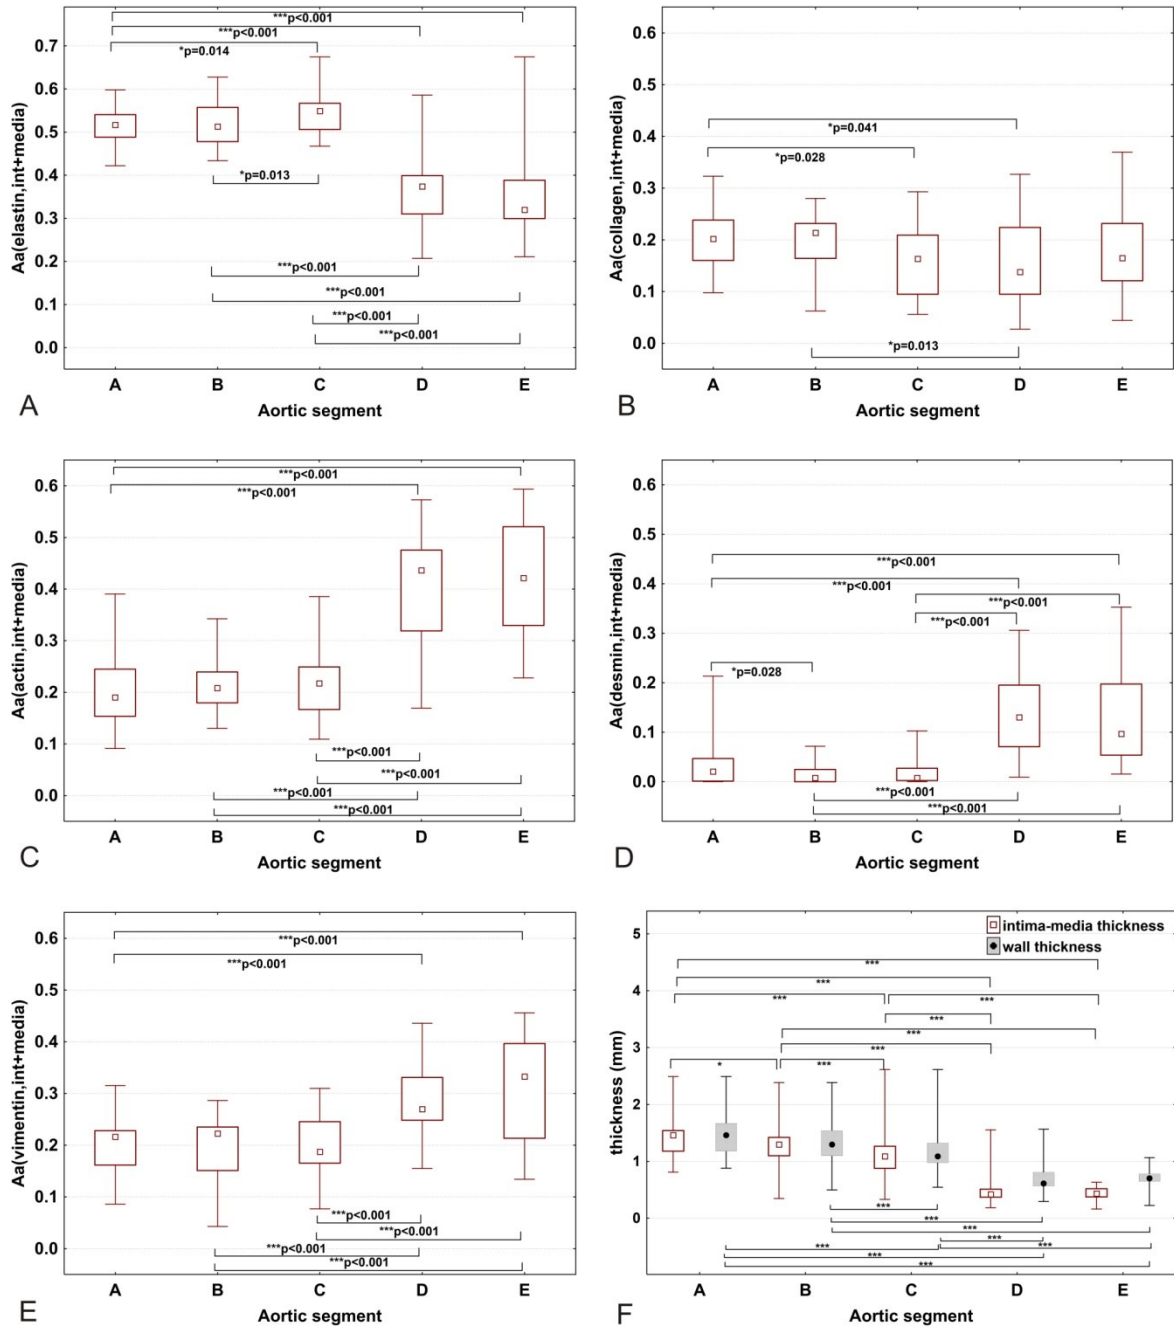 ***p<0.001
***p<0.001
*p=0.014
*p=0.013
***p<0.001
***p<0.001
***p<0.001
***p<0.001
0.7
0.6
0.5
0.4
0.3
0.2
0.1
0.0
Aa(elastin,int+media)
A B C D E
Aortic segment
A
*p=0.041
*p=0.028
*p=0.013
0.6
0.5
0.4
0.3
0.2
0.1
0.0
Aa(collagen,int+media)
A B C D E
Aortic segment
B
***p<0.001
***p<0.001
***p<0.001
***p<0.001
***p<0.001
***p<0.001
0.6
0.5
0.4
0.3
0.2
0.1
0.0
Aa(actin,int+media)
A B C D E
Aortic segment
C
***p<0.001
***p<0.001
***p<0.001
***p<0.001
*p=0.028
***p<0.001
***p<0.001
0.6
0.5
0.4
0.3
0.2
0.1
0.0
Aa(desmin,int+media)
A B C D E
Aortic segment
D
***p<0.001
***p<0.001
***p<0.001
***p<0.001
***p<0.001
***p<0.001
0.6
0.5
0.4
0.3
0.2
0.1
0.0
Aa(vimentin,int+media)
A B C D E
Aortic segment
E
intima-media thickness
wall thickness
***
***
*** ***
***
***
***
* ***
***
***
***
***
*** ***
***
***
5
4
3
2
1
0
thickness (mm)
A B C D E
Aortic segment
F